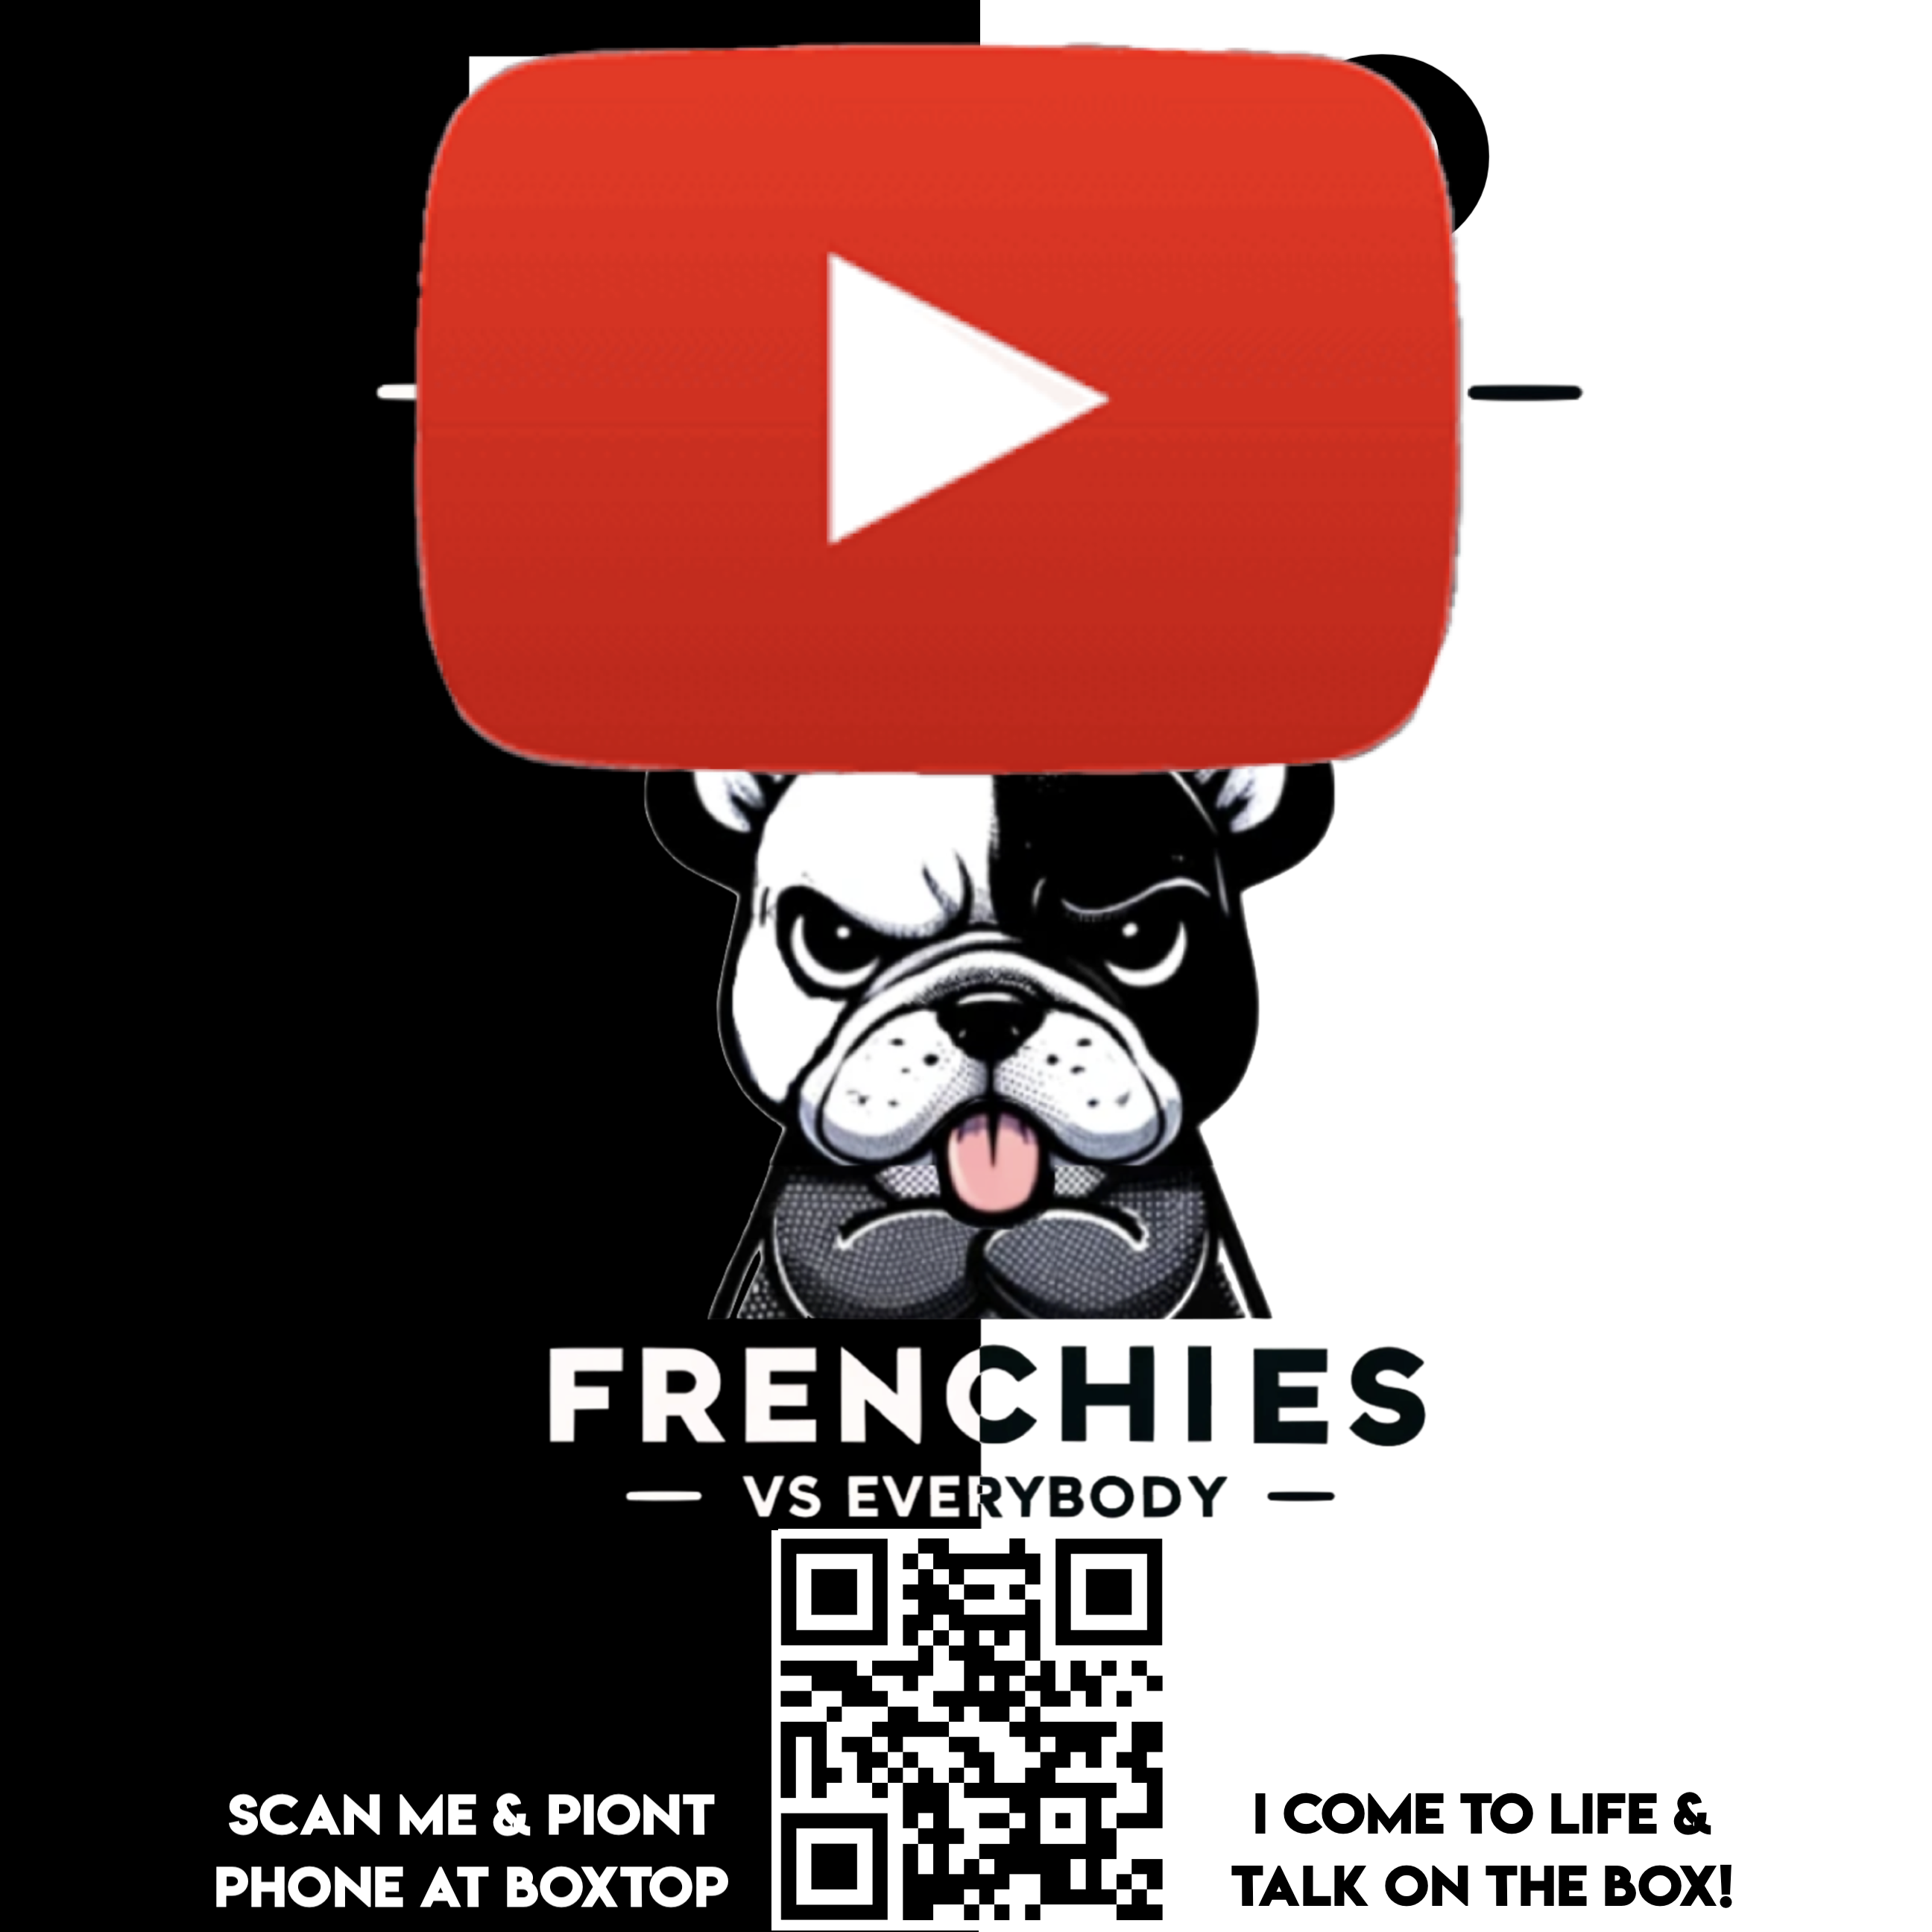 FRENCHIES
VS EVERYBODY
SCAN ME & PIONT
PHONE AT BOXTOP
I COME TO LIFE &
TALK ON THE BOX!